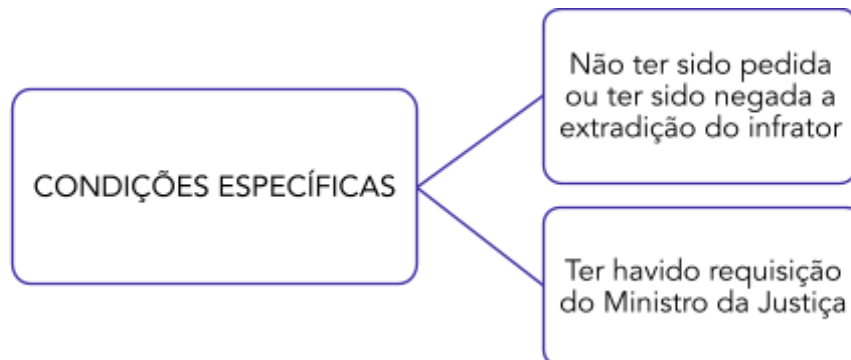 CONDIÇÕES ESPECÍFICAS
Não ter sido pedida
ou ter sido negada a
extradição do infrator
Ter havido requisição
do Ministro da Justiça